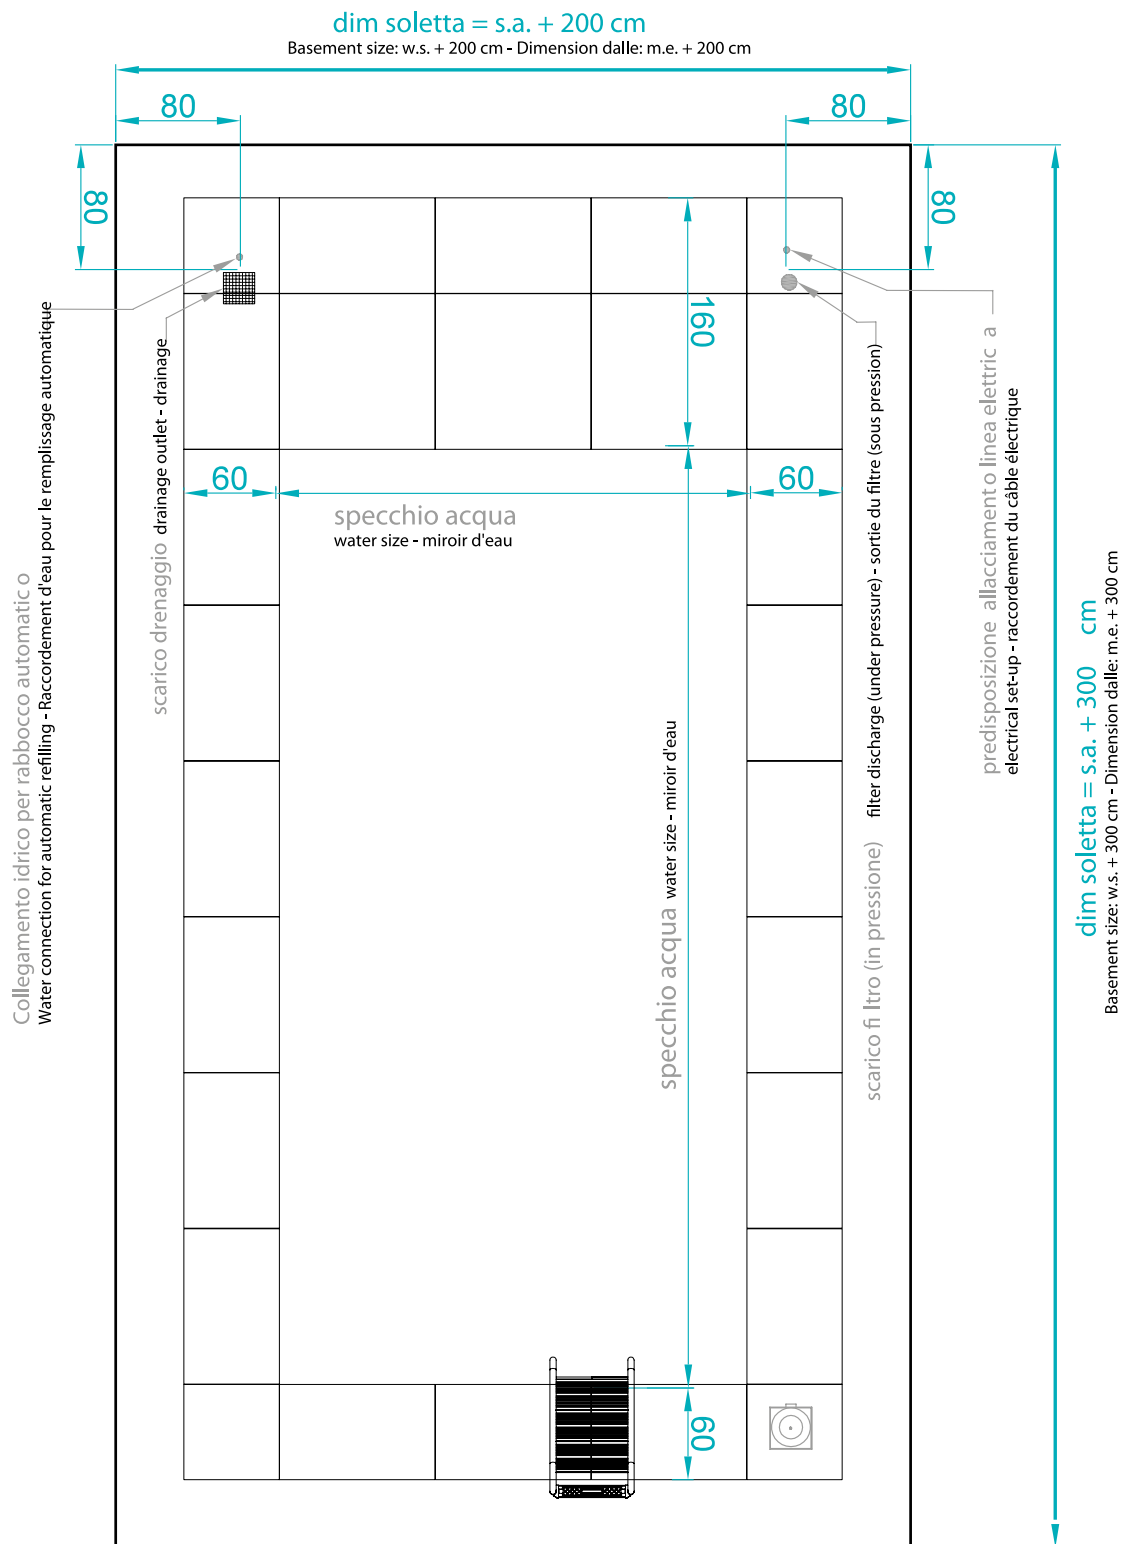 dim soletta = s.a. + 200 cm
Basement size: w.s. + 200 cm - Dimension dalle: m.e. + 200 cm
80
80
80
80
160
60
60
specchio acqua
water size - miroir d'eau
Collegamento idrico per rabbocco automatic o
Water connection for automatic refilling - Raccordement d'eau pour le remplissage automatique
scarico drenaggio drainage outlet - drainage
specchio acqua water size - miroir d'eau
scarico fi ltro (in pressione) filter discharge (under pressure) - sortie du filtre (sous pression)
predisposizione allacciament o linea elettric a
electrical set-up - raccordement du câble électrique
dim soletta = s.a. + 300 cm
Basement size: w.s. + 300 cm - Dimension dalle: m.e. + 300 cm
60